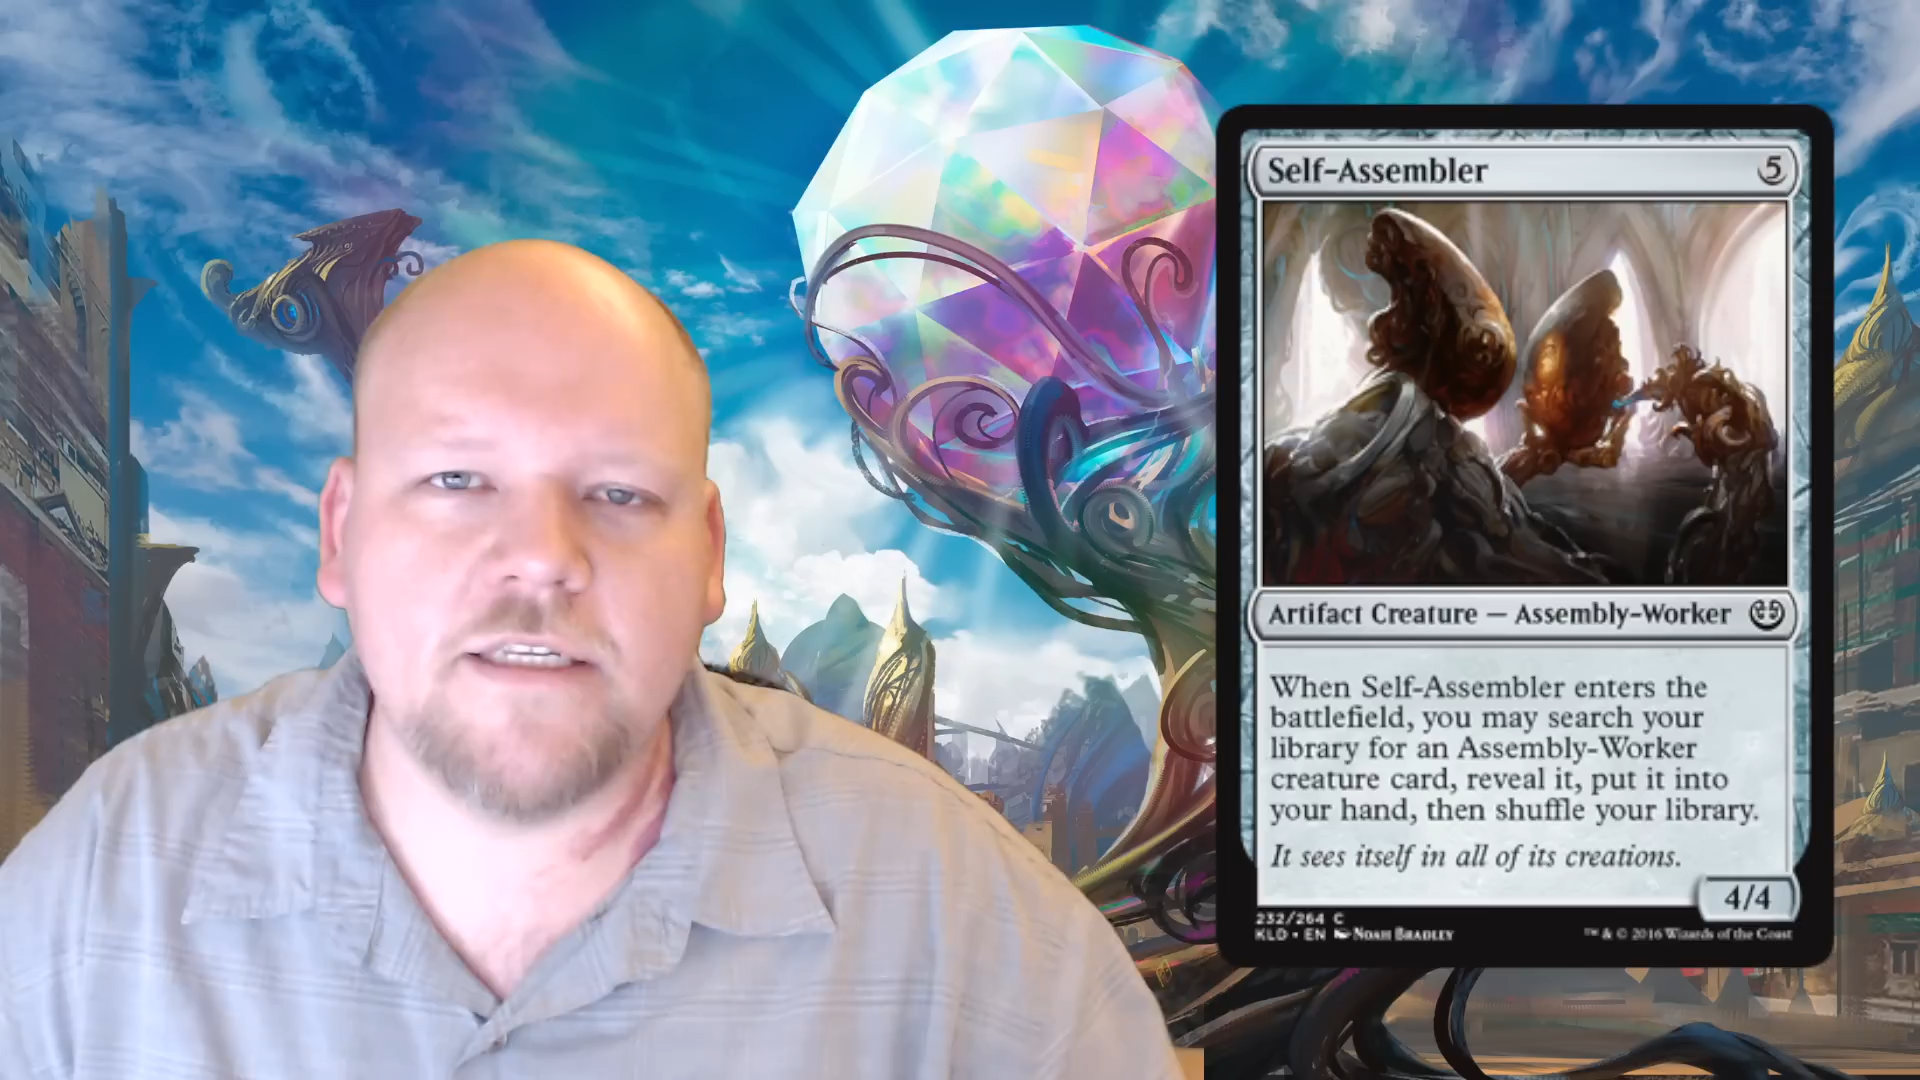 Self-Assembler 5
Artifact Creature — Assembly-Worker
When Self-Assembler enters the
battlefield, you may search your
library for an Assembly-Worker
creature card, reveal it, put it into
your hand, then shuffle your library.
It sees itself in all of its creations.
4/4
232/264 C
KLD • EN Noah Bradley
™ & © 2016 Wizards of the Coast